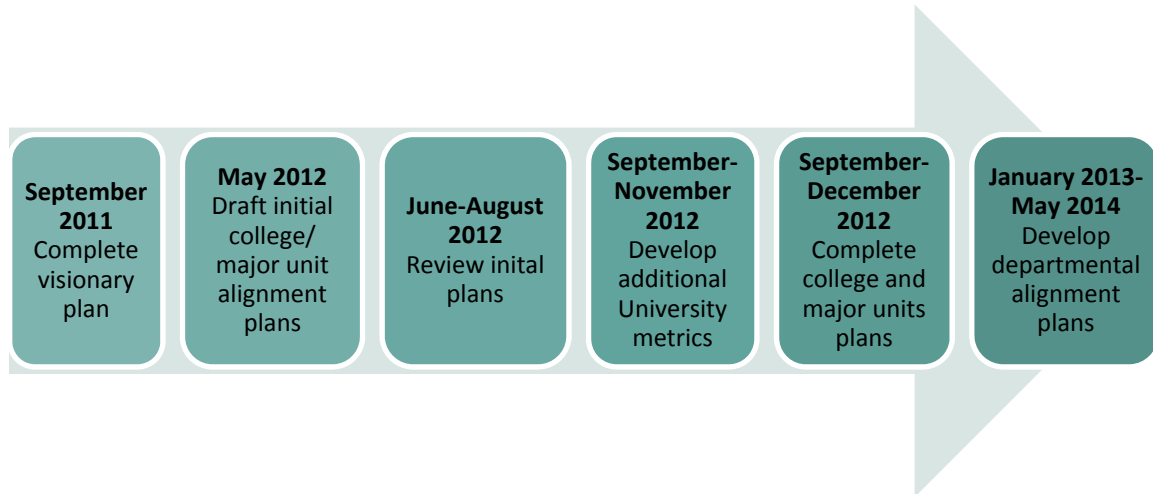 September
2011
Complete
visionary
plan
May 2012
Draft initial
college/
major unit
alignment
plans
June-August
2012
Review inital
plans
September-
November
2012
Develop
additional
University
metrics
September-
December
2012
Complete
college and
major units
plans
January 2013-
May 2014
Develop
departmental
alignment
plans